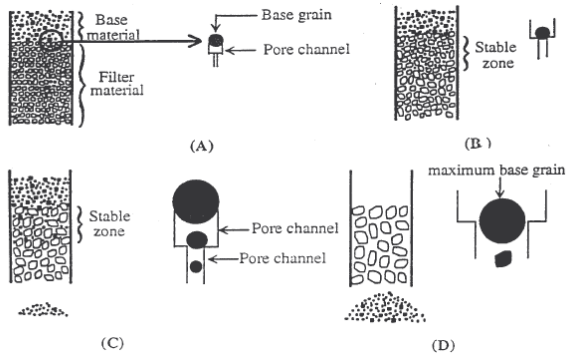 Base
material
Filter
material
Base grain
Pore channel
(A)
Stable
zone
(B)
Stable
zone
Pore channel
Pore channel
(C)
maximum base grain
(D)